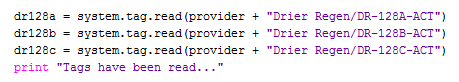 dr128a = system.tag.read(provider + "Drier Regen/DR-128A-ACT")
dr128b = system.tag.read(provider + "Drier Regen/DR-128B-ACT")
dr128c = system.tag.read(provider + "Drier Regen/DR-128C-ACT")
print "Tags have been read..."